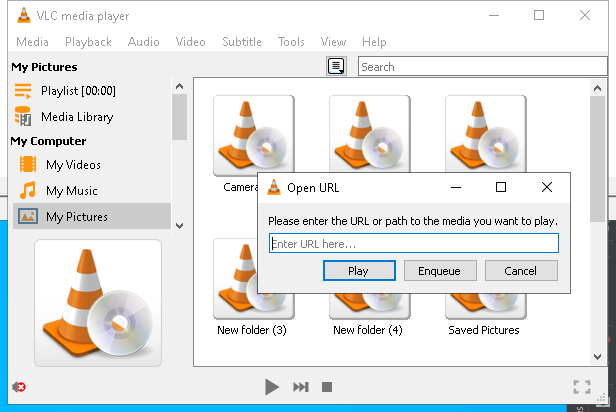 VLC media player
Media Playback Audio Video Subtitle Tools View Help
My Pictures
Search
Playlist [00:00]
Media Library
My Computer
My Videos
My Music
My Pictures
Camera
Open URL
Please enter the URL or path to the media you want to play.
Enter URL here...
Play Enqueue Cancel
New folder (3) New folder (4) Saved Pictures